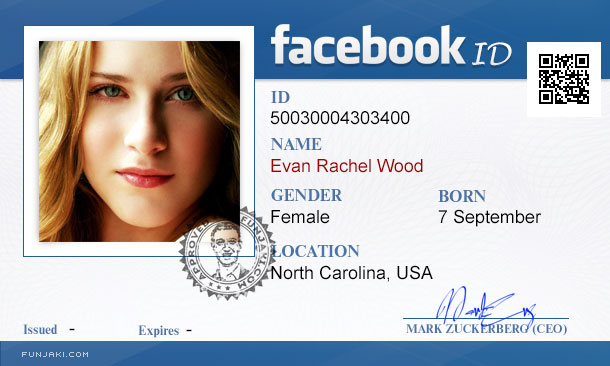 facebook ID
ID
50030004303400
NAME
Evan Rachel Wood
GENDER
Female
BORN
7 September
LOCATION
North Carolina, USA
APPROVED FUNJAKI.COM
Issued -
Expires -
MARK ZUCKERBERG (CEO)
FUNJAKI.COM